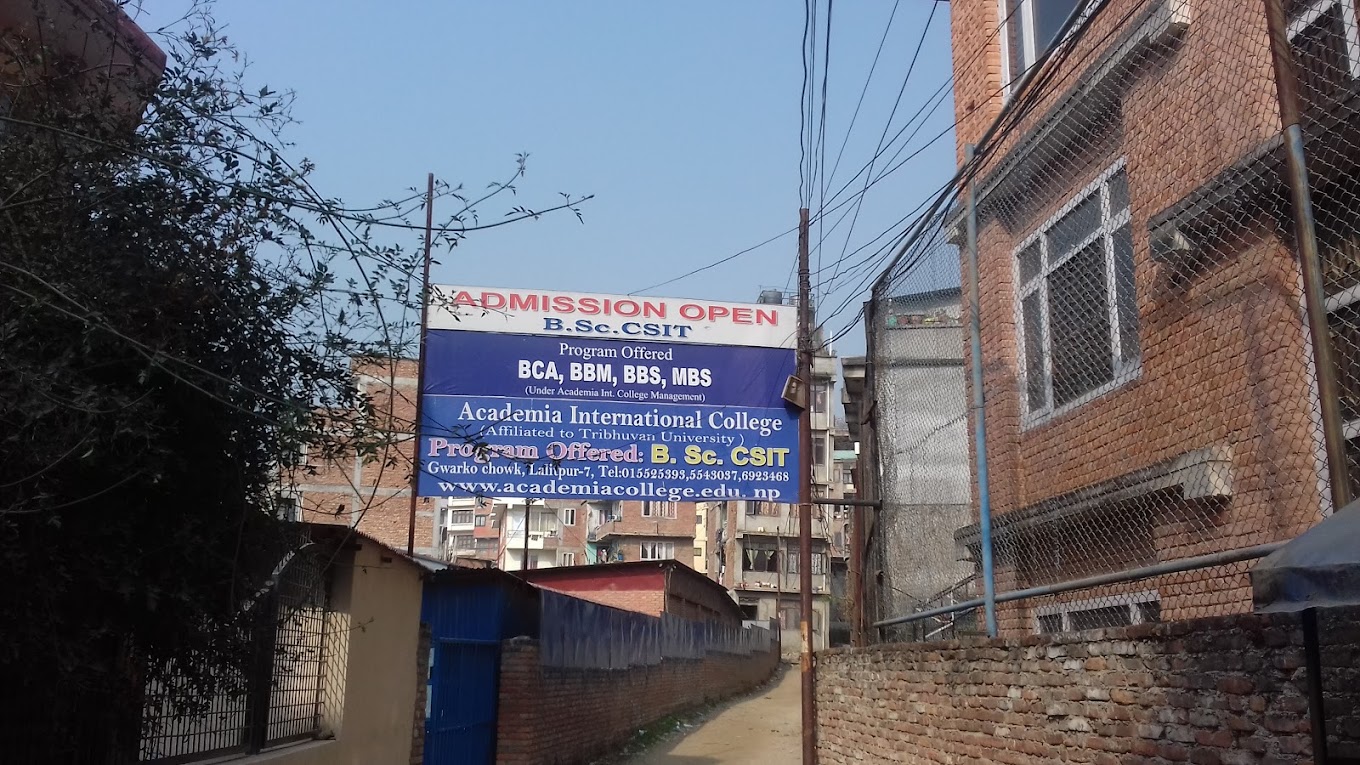 ADMISSION OPEN
B.Sc.CSIT
Program Offered
BCA, BBM, BBS, MBS
(Under Academia Int. College Management)
Academia International College
(Affiliated to Tribhuvan University)
Program Offered: B. Sc. CSIT
Gwarko chowk, Lalitpur-7, Tel:015525393,5543037,6923468
www.academiacollege.edu. np